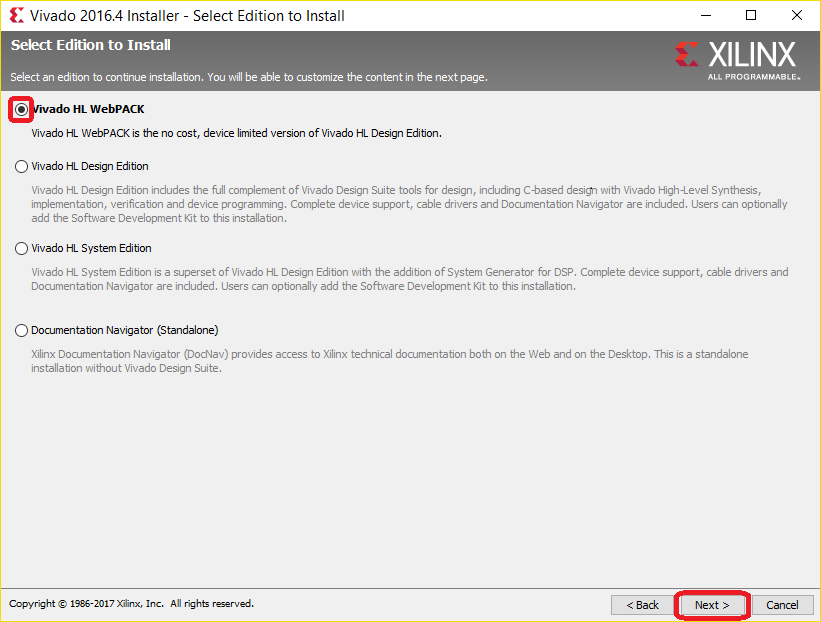 Vivado 2016.4 Installer - Select Edition to Install
Select Edition to Install
Select an edition to continue installation. You will be able to customize the content in the next page.
XILINX
ALL PROGRAMMABLE™
Vivado HL WebPACK
Vivado HL WebPACK is the no cost, device limited version of Vivado HL Design Edition.
Vivado HL Design Edition
Vivado HL Design Edition includes the full complement of Vivado Design Suite tools for design, including C-based design with Vivado High-Level Synthesis,
implementation, verification and device programming. Complete device support, cable drivers and Documentation Navigator are included. Users can optionally
add the Software Development Kit to this installation.
Vivado HL System Edition
Vivado HL System Edition is a superset of Vivado HL Design Edition with the addition of System Generator for DSP. Complete device support, cable drivers and
Documentation Navigator are included. Users can optionally add the Software Development Kit to this installation.
Documentation Navigator (Standalone)
Xilinx Documentation Navigator (DocNav) provides access to Xilinx technical documentation both on the Web and on the Desktop. This is a standalone
installation without Vivado Design Suite.
Copyright © 1986-2017 Xilinx, Inc. All rights reserved.
< Back
Next >
Cancel